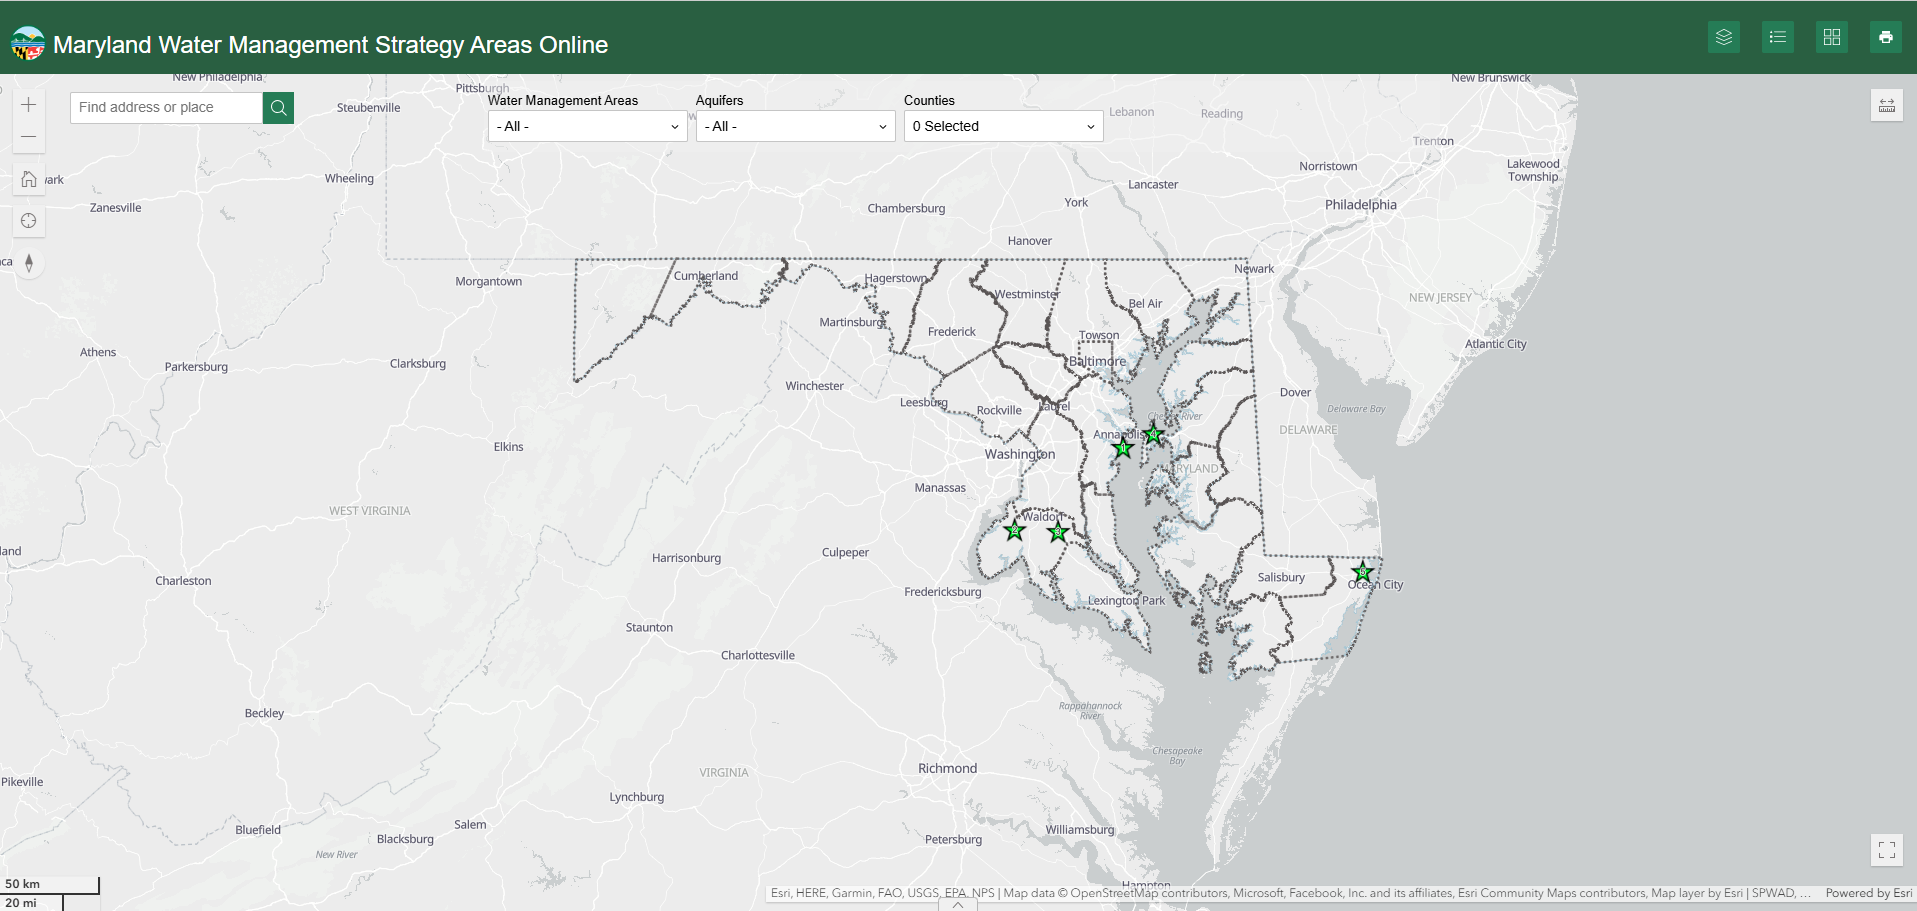 Maryland Water Management Strategy Areas Online
New Philadelphia
Pittsburgh
New Brunswick
Find address or place
Steubenville
Water Management Areas
Aquifers
Counties
- All -
- All -
0 Selected
Lebanon
Reading
Trenton
Norristown
Lakewood
Township
Wheeling
Lancaster
Zanesville
Chambersburg
York
Philadelphia
Hanover
Newark
Cumberland
Hagerstown
Morgantown
Westminster
Bel Air
NEW JERSEY
Martinsburg
Frederick
Towson
Atlantic City
Athens
Parkersburg
Clarksburg
Baltimore
Winchester
Dover
Leesburg
Rockville
Laurel
Delaware Bay
Chester River
DELAWARE
Annapolis
4
1
Elkins
Washington
MARYLAND
Manassas
WEST VIRGINIA
Waldorf
2
3
land
Harrisonburg
Culpeper
Charleston
Salisbury
5
Ocean City
Fredericksburg
Lexington Park
Staunton
Charlottesville
Beckley
Rappahannock
River
Chesapeake
Bay
Richmond
VIRGINIA
Pikeville
Lynchburg
Salem
Bluefield
Blacksburg
Petersburg
Williamsburg
New River
Hampton
50 km
20 mi
Esri, HERE, Garmin, FAO, USGS, EPA, NPS | Map data © OpenStreetMap contributors, Microsoft, Facebook, Inc. and its affiliates, Esri Community Maps contributors, Map layer by Esri | SPWAD, ... Powered by Esri